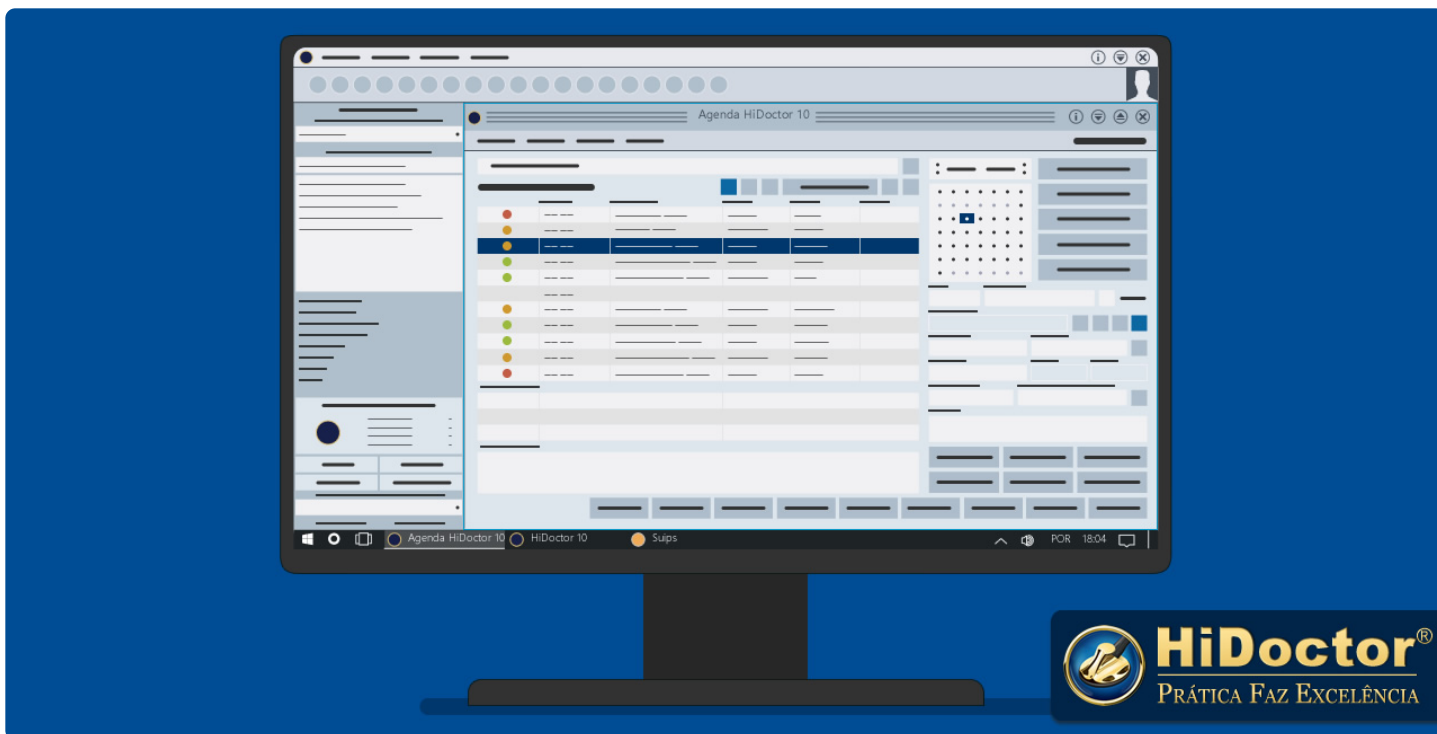 Agenda HiDoctor 10
Agenda HiDoctor 10
HiDoctor 10
Suips
POR
18:04
HiDoctor®
PRÁTICA FAZ EXCELÊNCIA